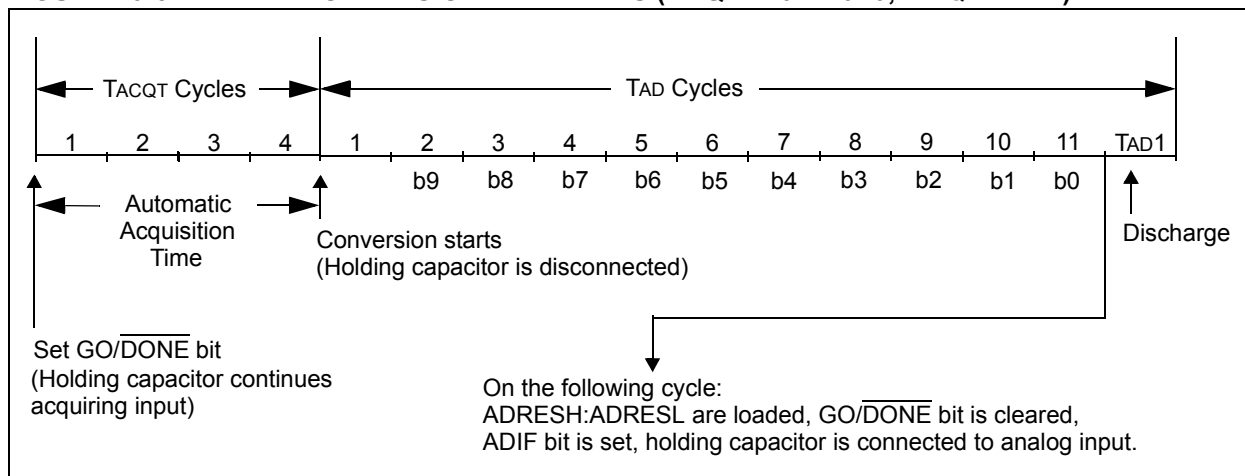 TACQT Cycles
TAD Cycles
1 2 3 4 1 2 3 4 5 6 7 8 9 10 11 TAD1
b9 b8 b7 b6 b5 b4 b3 b2 b1 b0
Automatic
Acquisition
Time
Conversion starts
(Holding capacitor is disconnected)
Discharge
Set GO/DONE bit
(Holding capacitor continues
acquiring input)
On the following cycle:
ADRESH:ADRESL are loaded, GO/DONE bit is cleared,
ADIF bit is set, holding capacitor is connected to analog input.